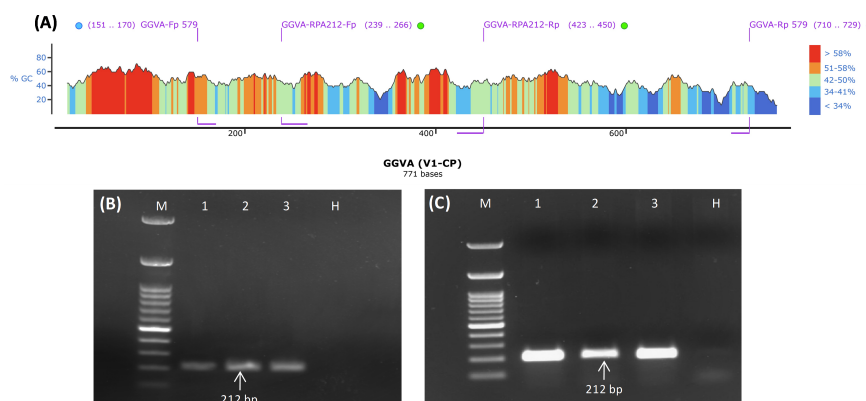 (A)
(151 .. 170) GGVA-Fp 579
GGVA-RPA212-Fp (239 .. 266)
GGVA-RPA212-Rp (423 .. 450)
GGVA-Rp 579 (710 .. 729)
% GC
80
60
40
20
> 58%
51-58%
42-50%
34-41%
< 34%
200
400
600
GGVA (V1-CP)
771 bases
(B)
M 1 2 3 H
212 bp
(C)
M 1 2 3 H
212 bp